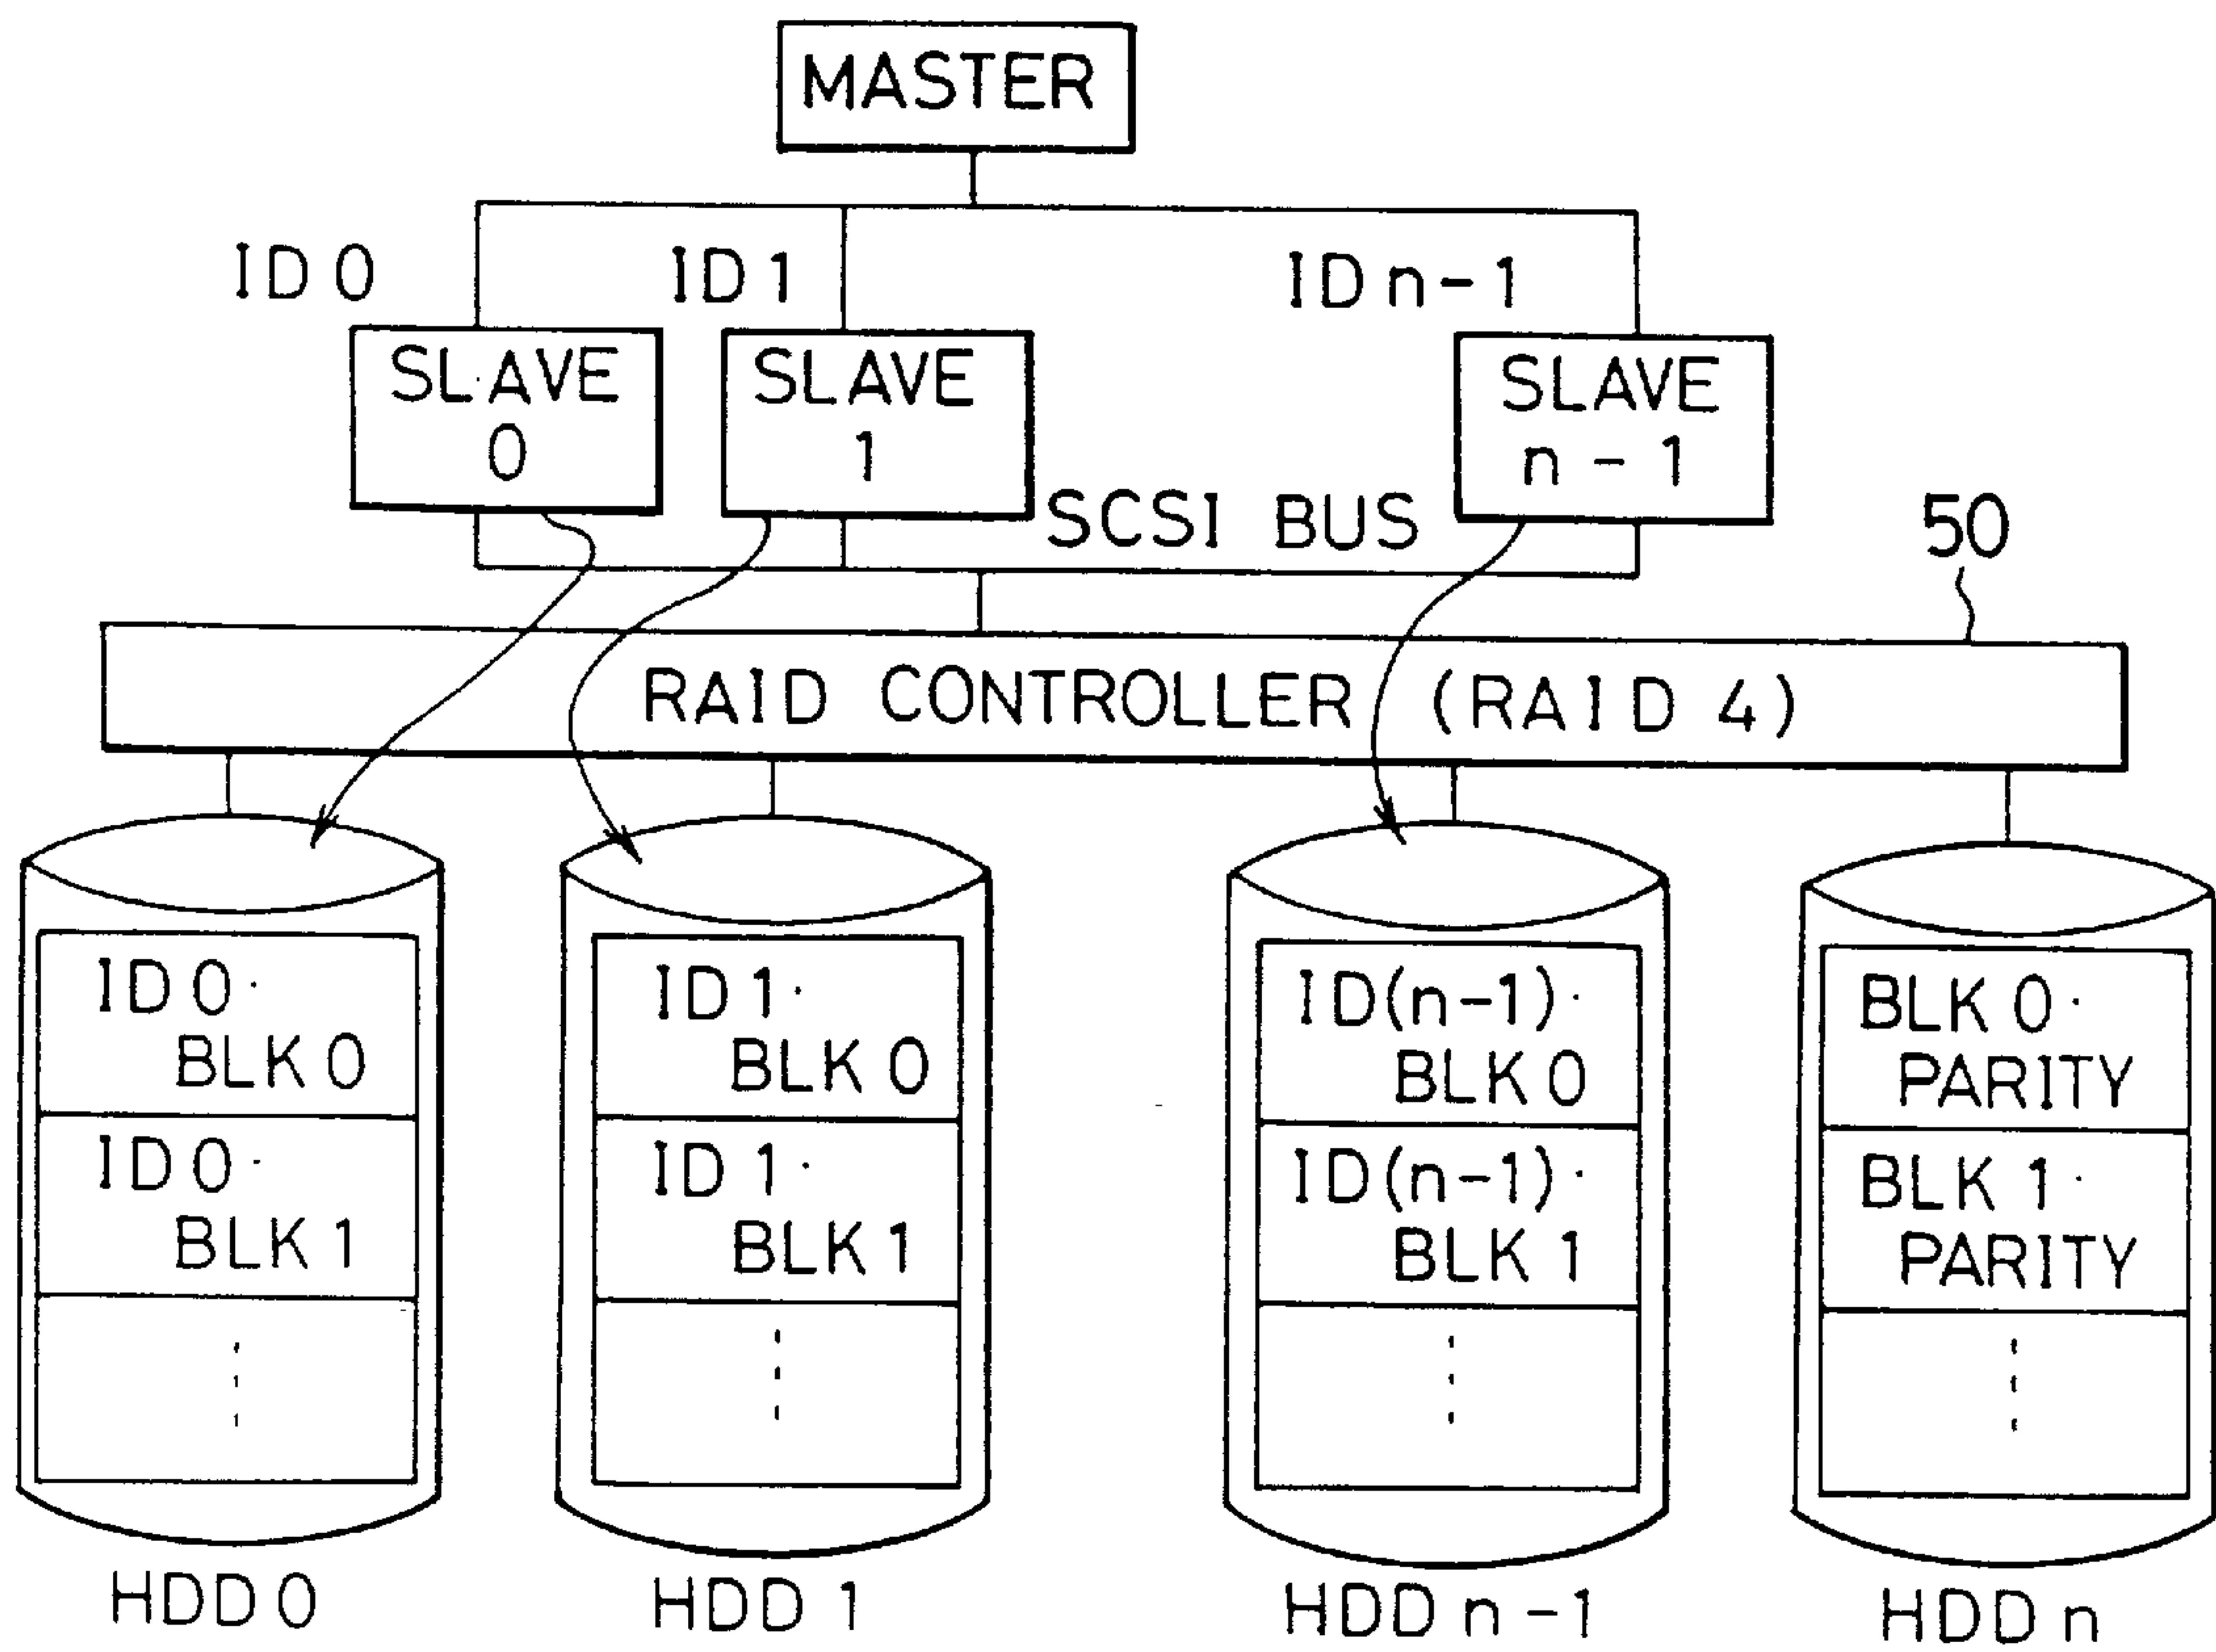 MASTER
ID 0
ID 1
ID n-1
SLAVE
0
SLAVE
1
SLAVE
n-1
SCSI BUS
50
RAID CONTROLLER (RAID 4)
ID 0·
BLK 0
ID 0·
BLK 1
ID 1·
BLK 0
ID 1·
BLK 1
ID(n-1)·
BLK 0
ID(n-1)·
BLK 1
BLK 0·
PARITY
BLK 1·
PARITY
HDD 0
HDD 1
HDD n-1
HDD n